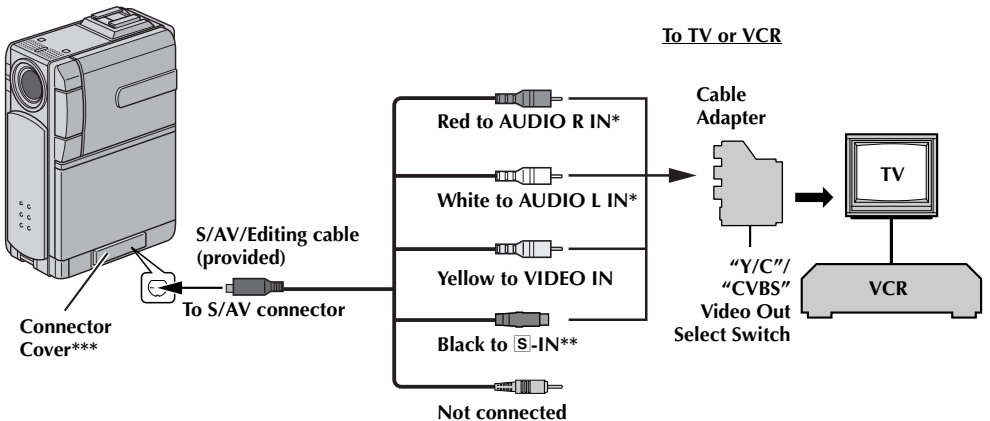 To TV or VCR
Cable
Adapter
Red to AUDIO R IN*
TV
White to AUDIO L IN*
S/AV/Editing cable
(provided)
Yellow to VIDEO IN
"Y/C"/
"CVBS"
Video Out
Select Switch
VCR
To S/AV connector
Connector
Cover***
Black to S-IN**
Not connected